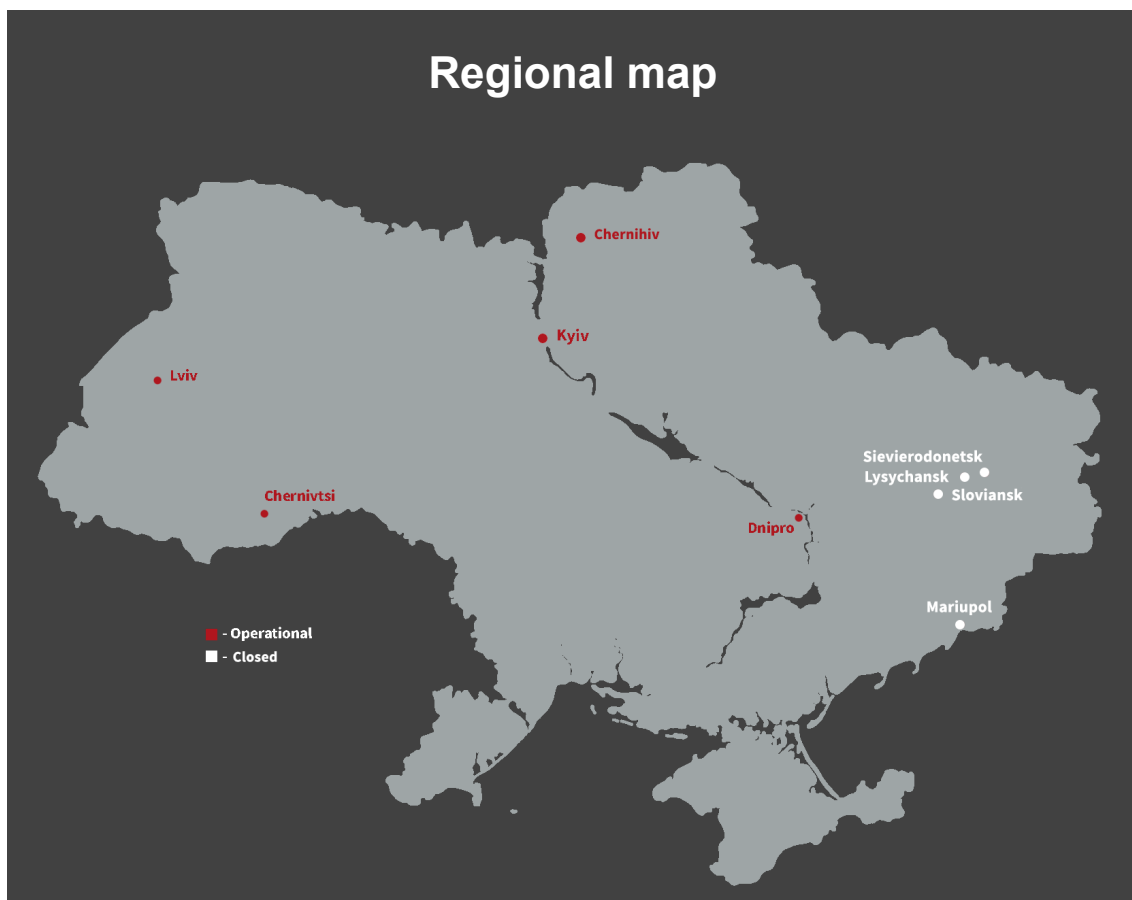 Regional map
Chernihiv
Kyiv
Lviv
Sievierodonetsk
Lysychansk
Sloviansk
Chernivtsi
Dnipro
Mariupol
- Operational
- Closed